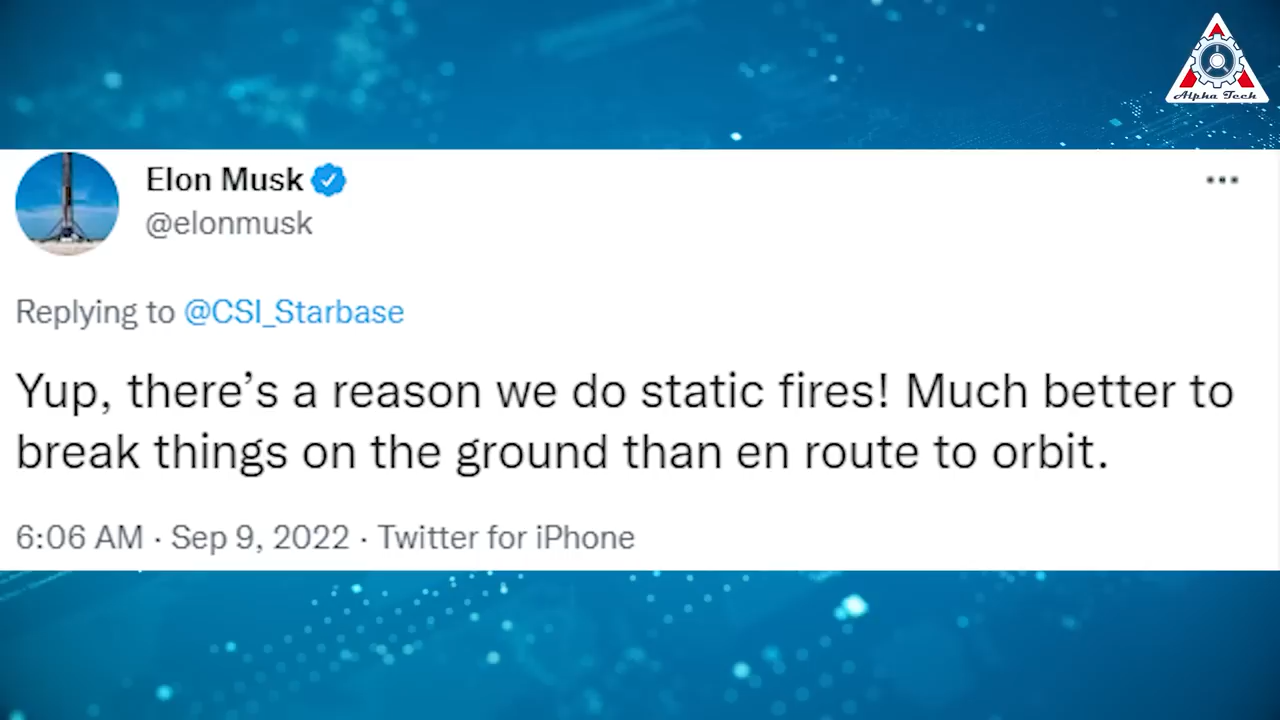 Alpha Tech
Elon Musk
@elonmusk
Replying to @CSI_Starbase
Yup, there’s a reason we do static fires! Much better to
break things on the ground than en route to orbit.
6:06 AM · Sep 9, 2022 · Twitter for iPhone